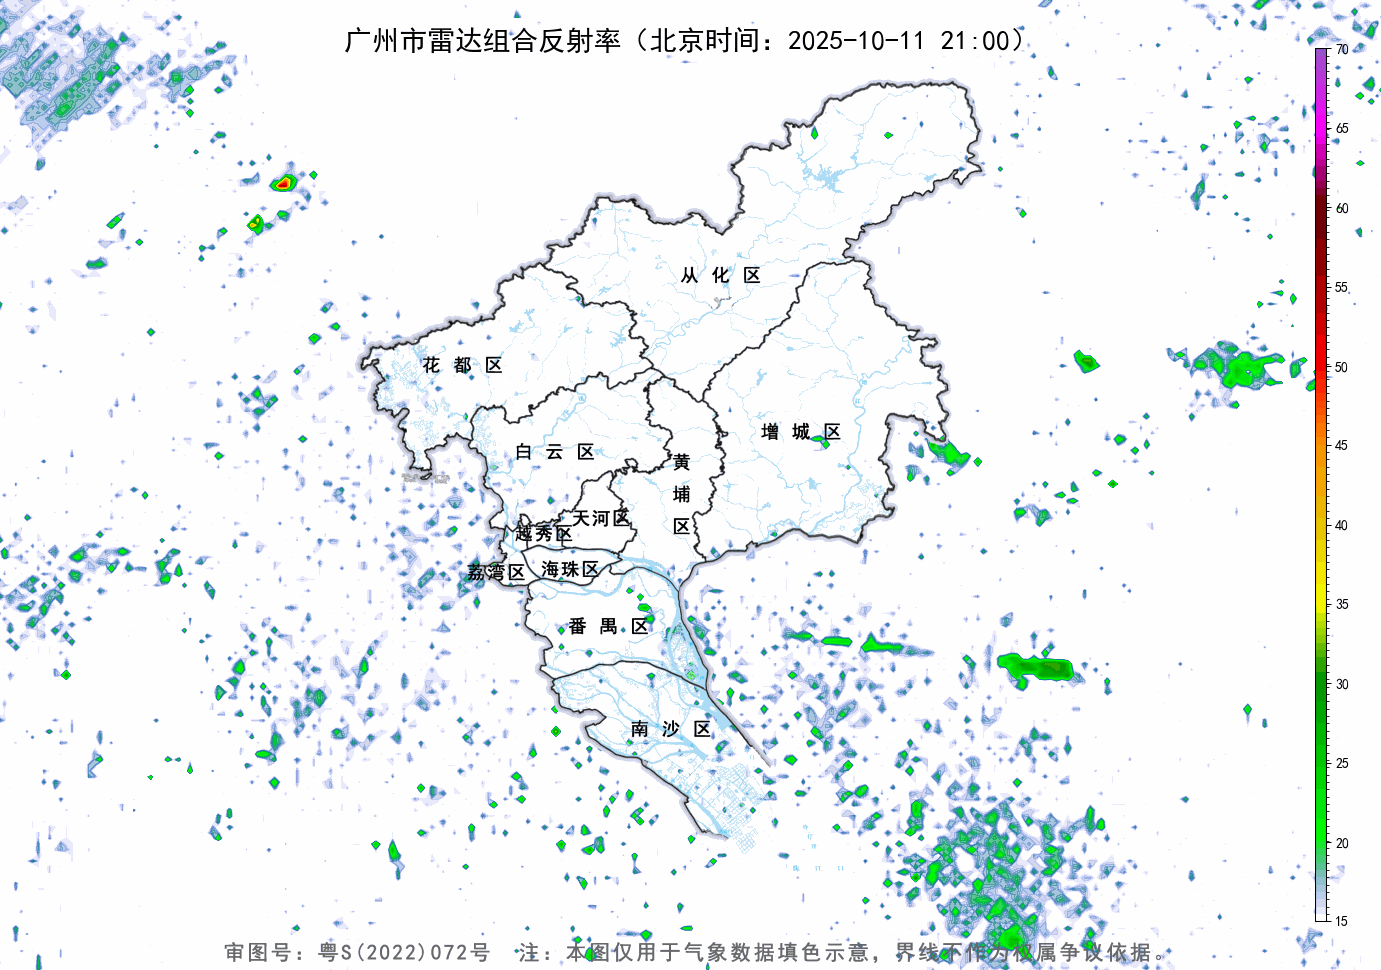 广州市雷达组合反射率（北京时间：2025-10-11 21:00）
70
65
60
55
50
45
40
35
30
25
20
15
从化区
花都区
增城区
白云区
黄埔区
天河区
越秀区
荔湾区
海珠区
番禺区
南沙区
审图号：粤S(2022)072号 注：本图仅用于气象数据填色示意，界线不作为权属争议依据。